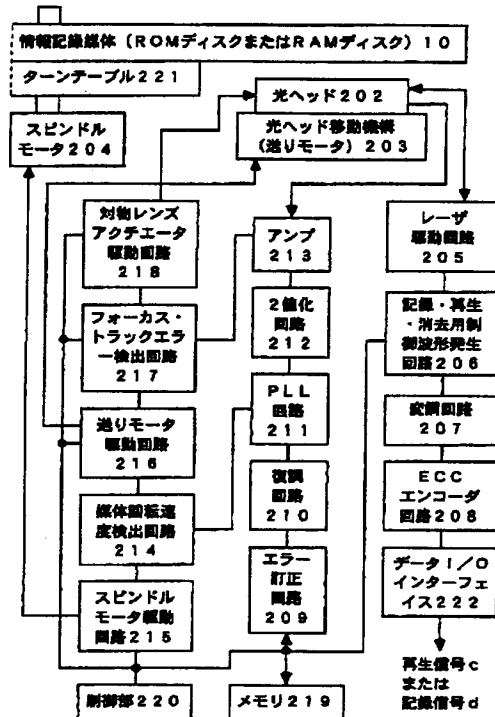 情報記録媒体(ROMディスクまたはRAMディスク)10
ターンテーブル221
光ヘッド202
光ヘッド移動機構
(送りモータ)203
スピンドル
モータ204
対物レンズ
アクチエータ
駆動回路
218
アンプ
213
レーザ
駆動回路
205
フォーカス・
トラックエラ
ー検出回路
217
2値化
回路
212
記録・再生
・消去用制
御波形発生
回路206
送りモータ
駆動回路
216
PLL
回路
211
変調回路
207
媒体回転速
度検出回路
214
復調
回路
210
ECC
エンコーダ
回路208
スピンドル
モータ駆動
回路215
エラー
訂正
回路
209
データI/O
インターフェ
イス222
制御部220
メモリ219
再生信号c
または
記録信号d